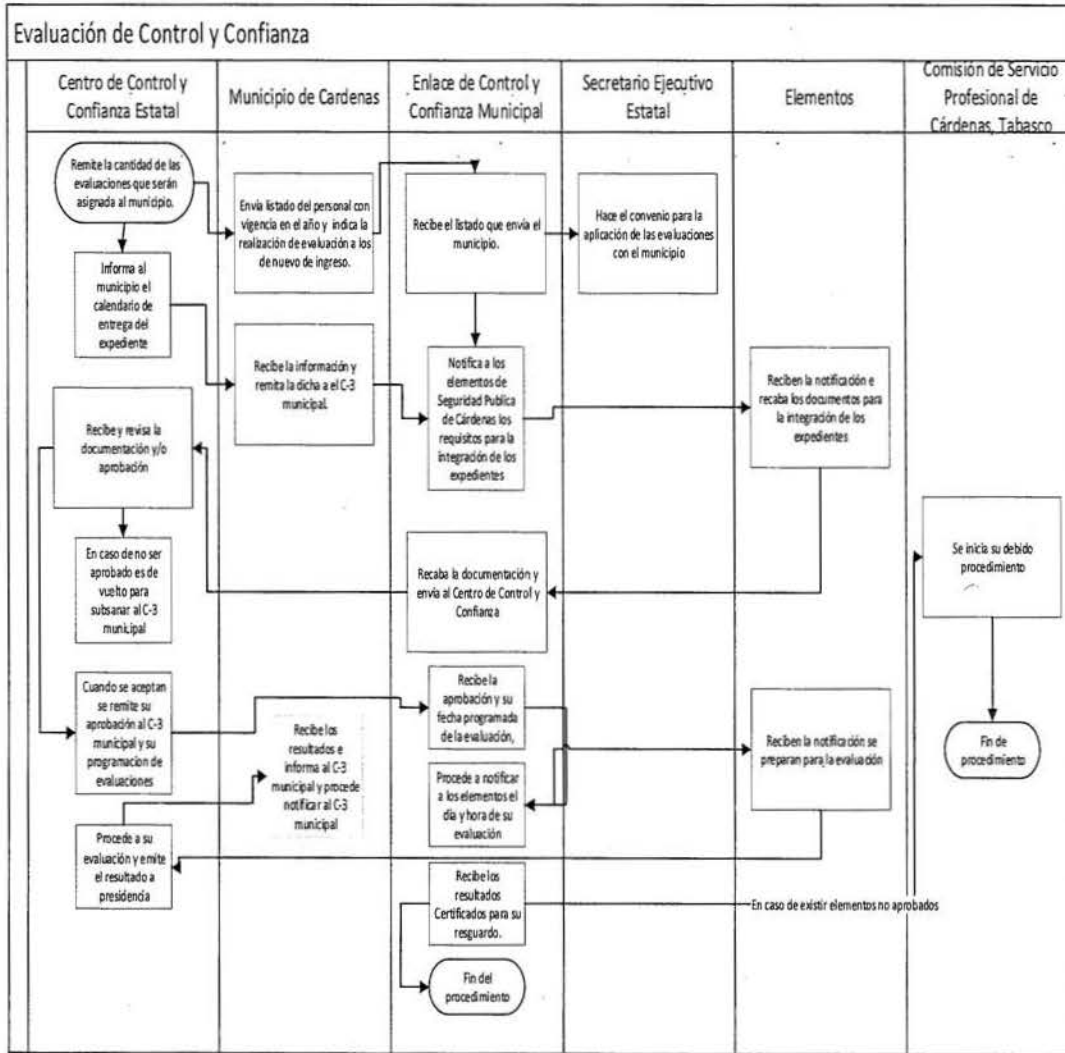 Evaluación de Control y Confianza
Centro de Control y
Confianza Estatal
Municipio de Cardenas
Enlace de Control y
Confianza Municipal
Secretario Ejecutivo
Estatal
Elementos
Comisión de Servicio
Profesional de
Cárdenas, Tabasco
Remite la cantidad de las
evaluaciones que serán
asignada al municipio.
Envía listado del personal con
vigencia en el año y indica la
realización de evaluación a los
de nuevo de ingreso.
Recibe el listado que envía el
municipio.
Hace el convenio para la
aplicación de las evaluaciones
con el municipio
Informa al
municipio el
calendario de
entrega del
expediente
Recibe la información y
remita la dicha a el C-3
municipal.
Notifica a los
elementos de
Seguridad Publica
de Cárdenas los
requisitos para la
integración de los
expedientes
Reciben la notificación e
recaba los documentos para
la integración de los
expedientes
Recibe y revisa la
documentación y/o
aprobación
En caso de no ser
aprobado es de
vuelto para
subsanar al C-3
municipal
Recaba la documentación y
envía al Centro de Control y
Confianza
Se inicia su debido
procedimiento
Cuando se aceptan
se remite su
aprobación al C-3
municipal y su
programacion de
evaluaciones
Recibe los
resultados e
informa al C-3
municipal y procede
notificar al C-3
municipal
Recibe la
aprobación y su
fecha programada
de la evaluación,
Reciben la notificación se
preparan para la evaluación
Fin de
procedimiento
Procede a notificar
a los elementos el
día y hora de su
evaluación
Procede a su
evaluación y emite
el resultado a
presidencia
Recibe los
resultados
Certificados para su
resguardo.
En caso de existir elementos no aprobados
Fin del
procedimiento